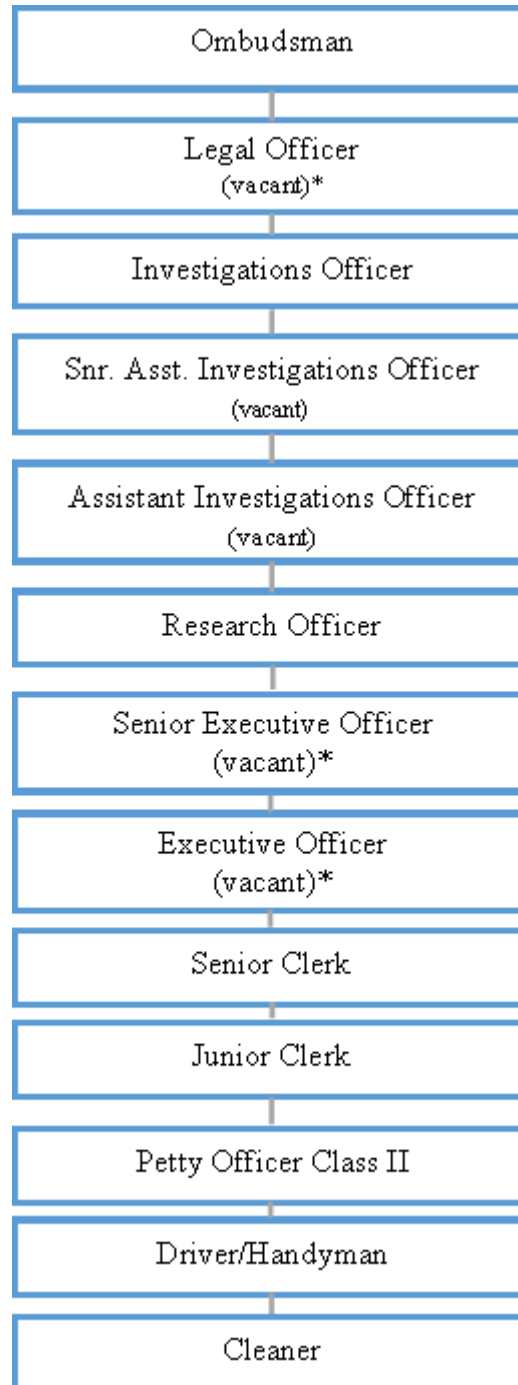 Ombudsman
Legal Officer
(vacant)*
Investigations Officer
Snr. Asst. Investigations Officer
(vacant)
Assistant Investigations Officer
(vacant)
Research Officer
Senior Executive Officer
(vacant)*
Executive Officer
(vacant)*
Senior Clerk
Junior Clerk
Petty Officer Class II
Driver/Handyman
Cleaner